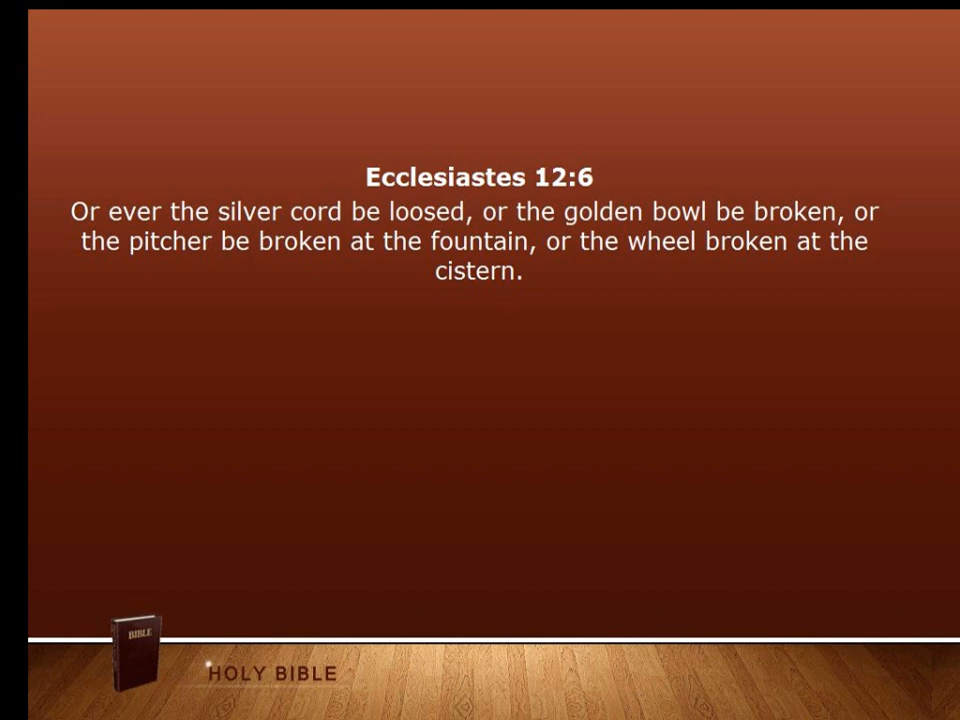 Ecclesiastes 12:6
Or ever the silver cord be loosed, or the golden bowl be broken, or
the pitcher be broken at the fountain, or the wheel broken at the
cistern.
BIBLE
HOLY BIBLE